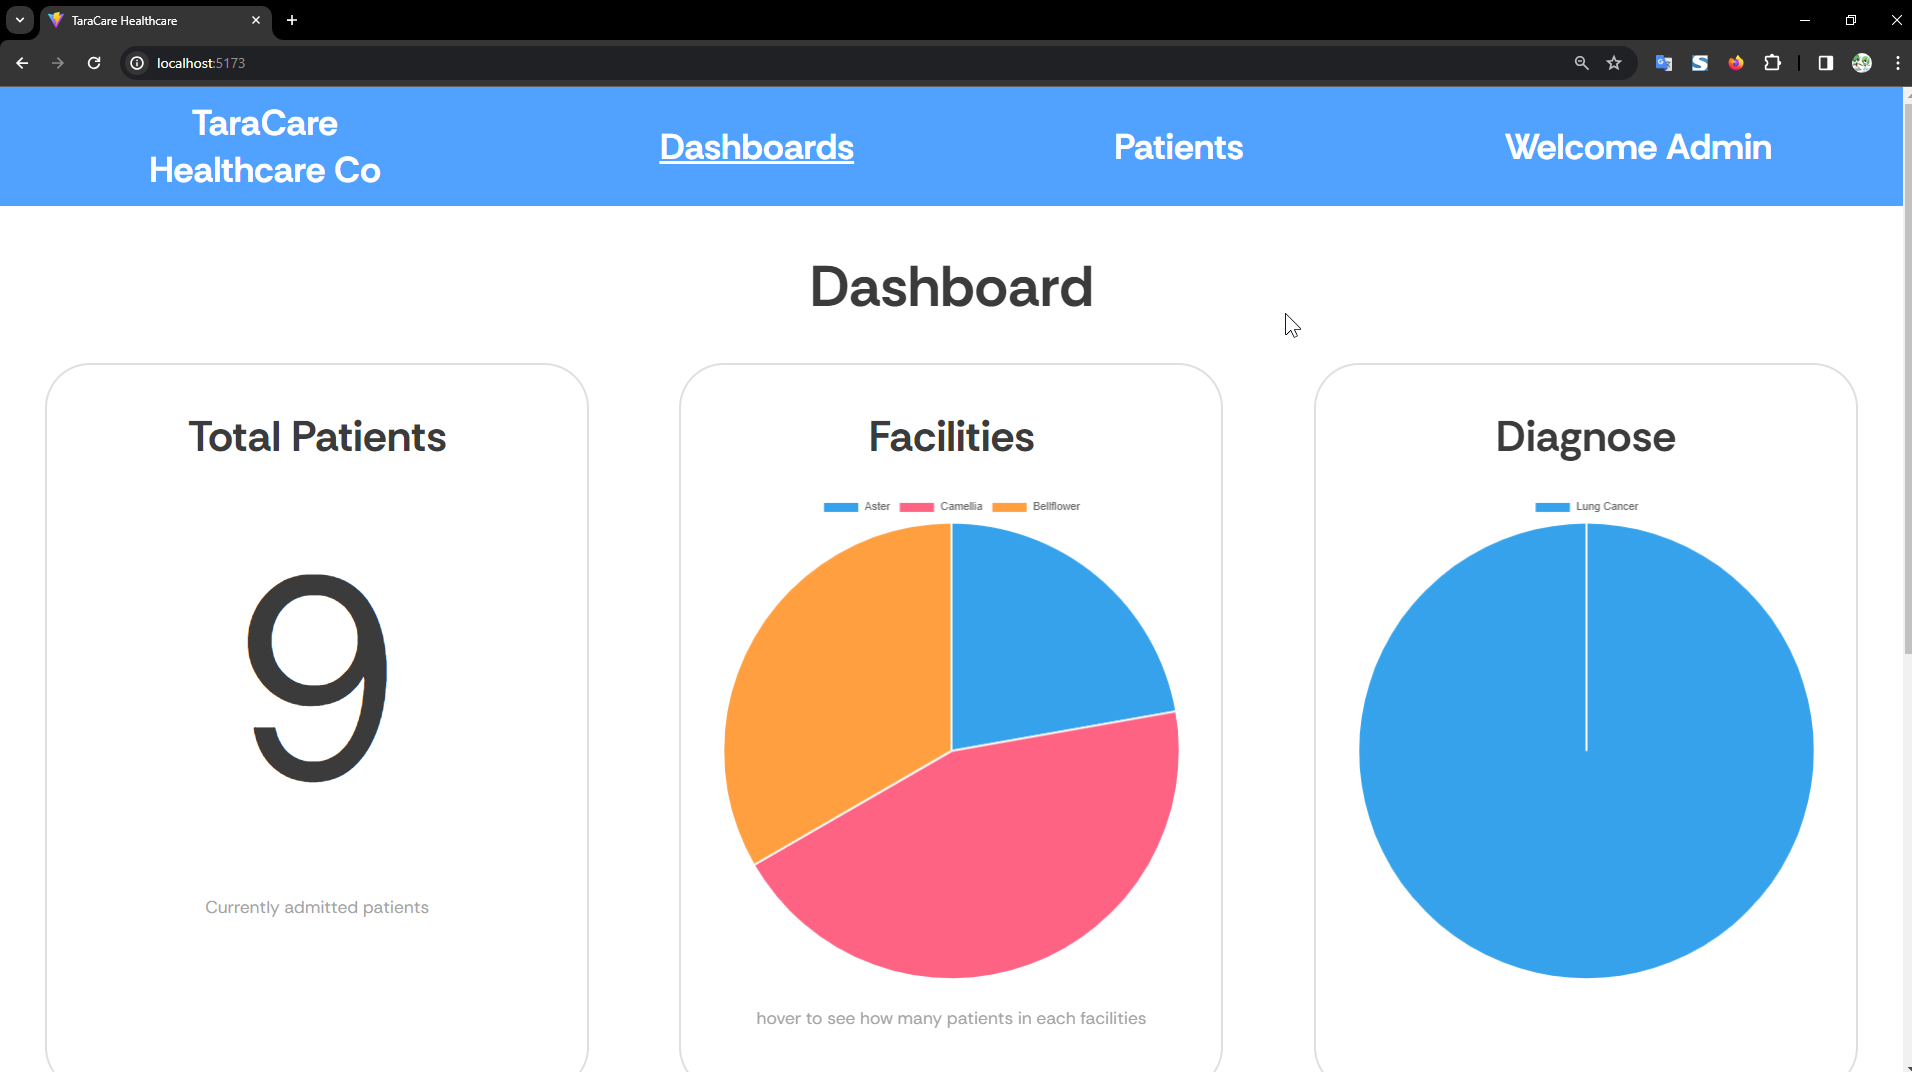 TaraCare Healthcare
localhost:5173
TaraCare
Healthcare Co
Dashboards
Patients
Welcome Admin
Dashboard
Total Patients
9
Currently admitted patients
Facilities
Aster Camellia Bellflower
hover to see how many patients in each facilities
Diagnose
Lung Cancer